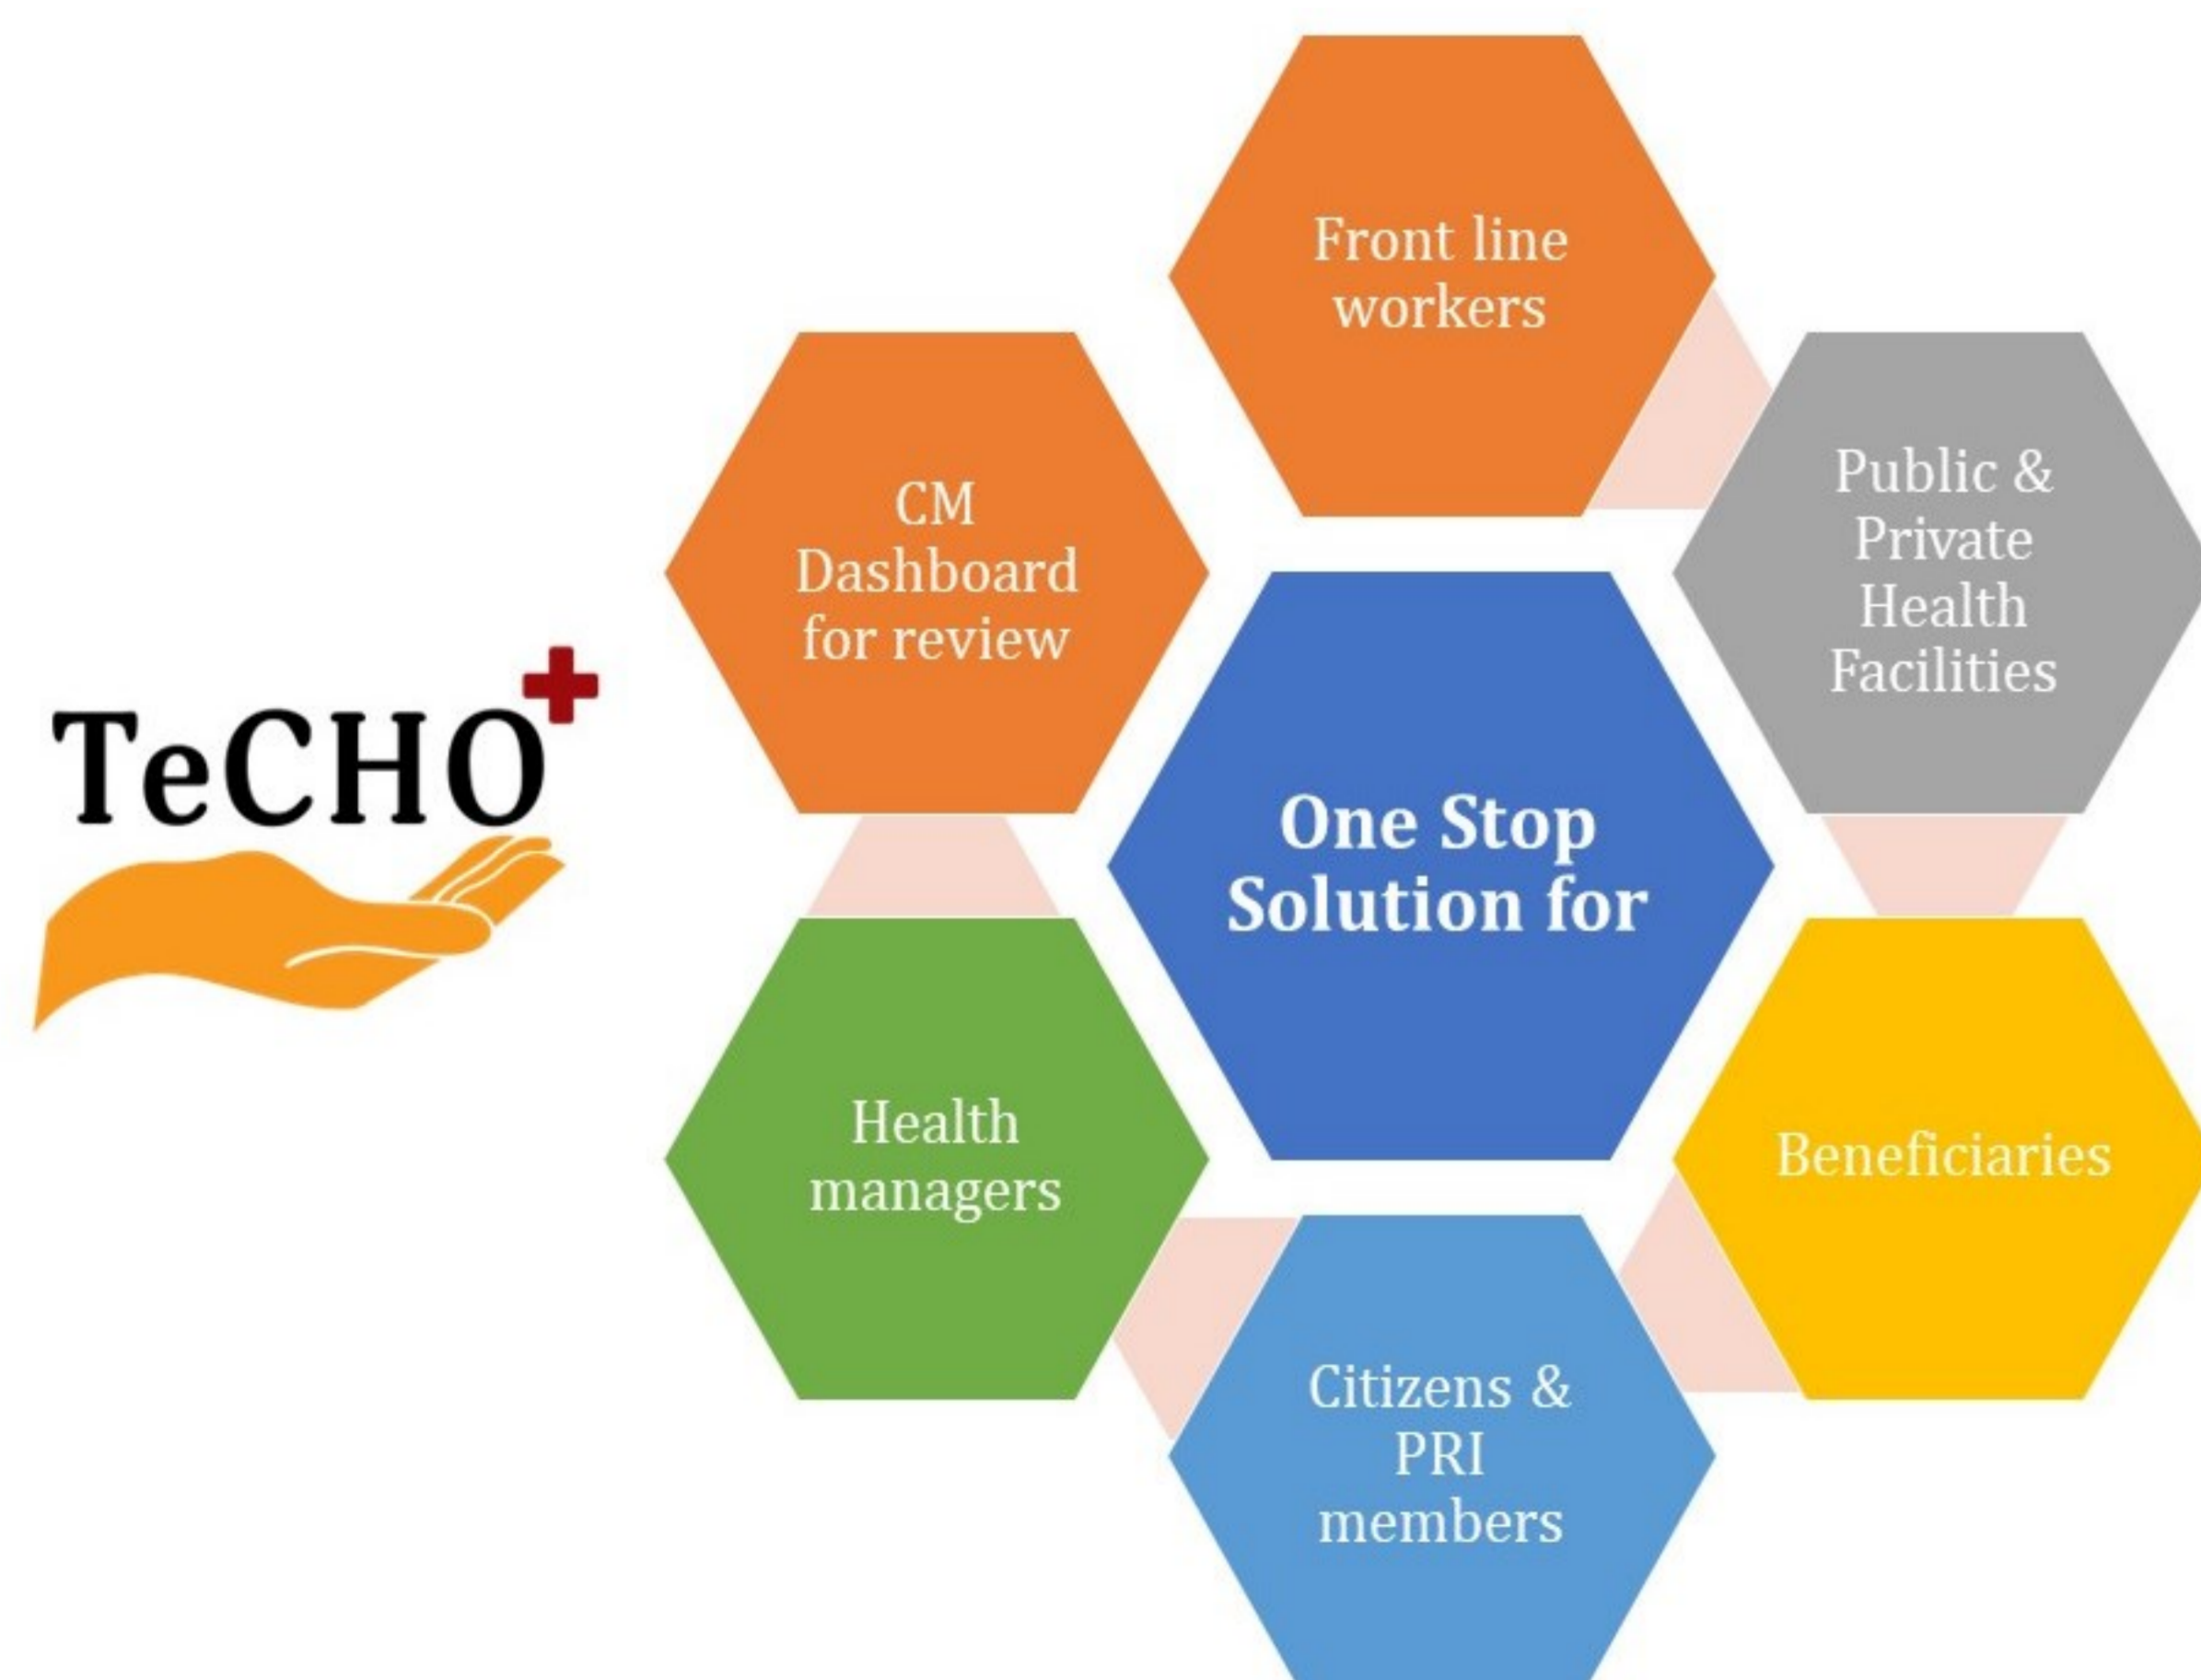 TeCHO+
Front line
workers
Public &
Private
Health
Facilities
Beneficiaries
Citizens &
PRI
members
Health
managers
CM
Dashboard
for review
One Stop
Solution for